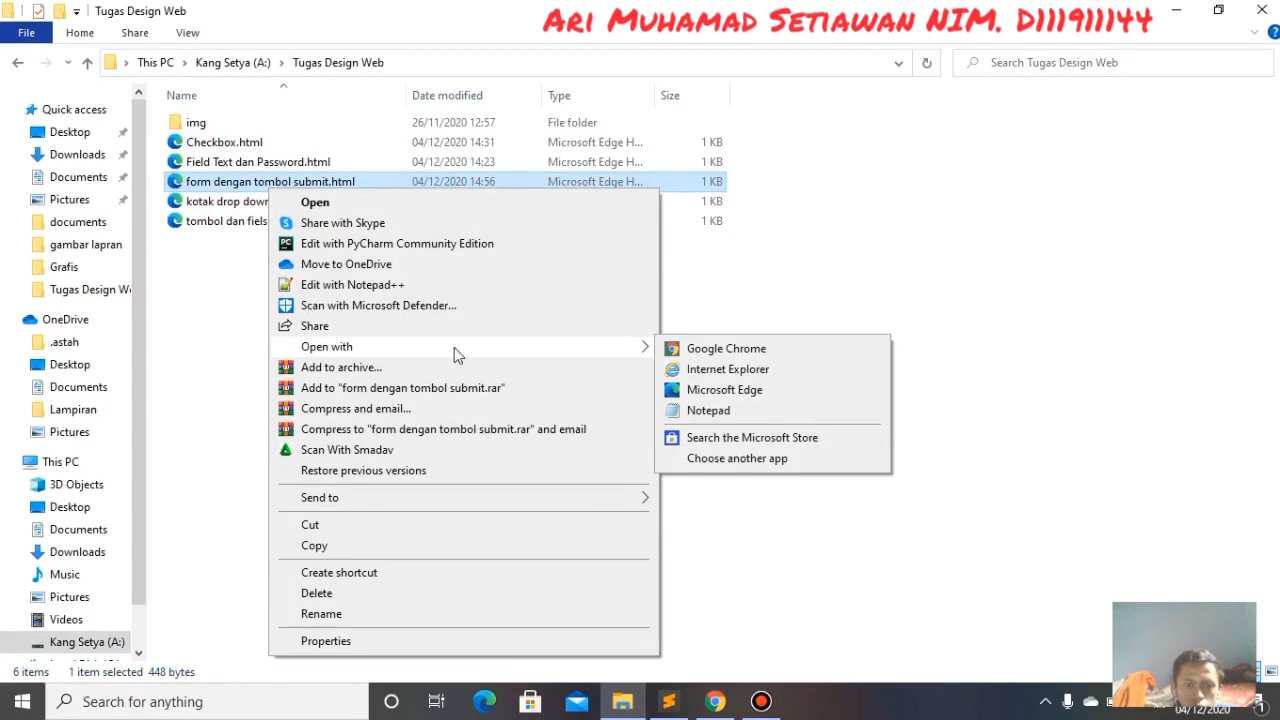 Tugas Design Web
ARI MUHAMAD SETIAWAN NIM. D111911144
File Home Share View
This PC Kang Setya (A:) Tugas Design Web
Search Tugas Design Web
Name Date modified Type Size
img 26/11/2020 12:57 File folder
Checkbox.html 04/12/2020 14:31 Microsoft Edge H... 1 KB
Field Text dan Password.html 04/12/2020 14:23 Microsoft Edge H... 1 KB
form dengan tombol submit.html 04/12/2020 14:56 Microsoft Edge H... 1 KB
kotak drop down 1 KB
tombol dan fiels 1 KB
Quick access
Desktop
Downloads
Documents
Pictures
documents
gambar lapran
Grafis
Tugas Design We
OneDrive
.astah
Desktop
Documents
Lampiran
Pictures
This PC
3D Objects
Desktop
Documents
Downloads
Music
Pictures
Videos
Kang Setya (A:)
Open
Share with Skype
Edit with PyCharm Community Edition
Move to OneDrive
Edit with Notepad++
Scan with Microsoft Defender...
Share
Open with
Add to archive...
Add to "form dengan tombol submit.rar"
Compress and email...
Compress to "form dengan tombol submit.rar" and email
Scan With Smadav
Restore previous versions
Send to
Cut
Copy
Create shortcut
Delete
Rename
Properties
Google Chrome
Internet Explorer
Microsoft Edge
Notepad
Search the Microsoft Store
Choose another app
6 items 1 item selected 448 bytes
Search for anything
04/12/2020